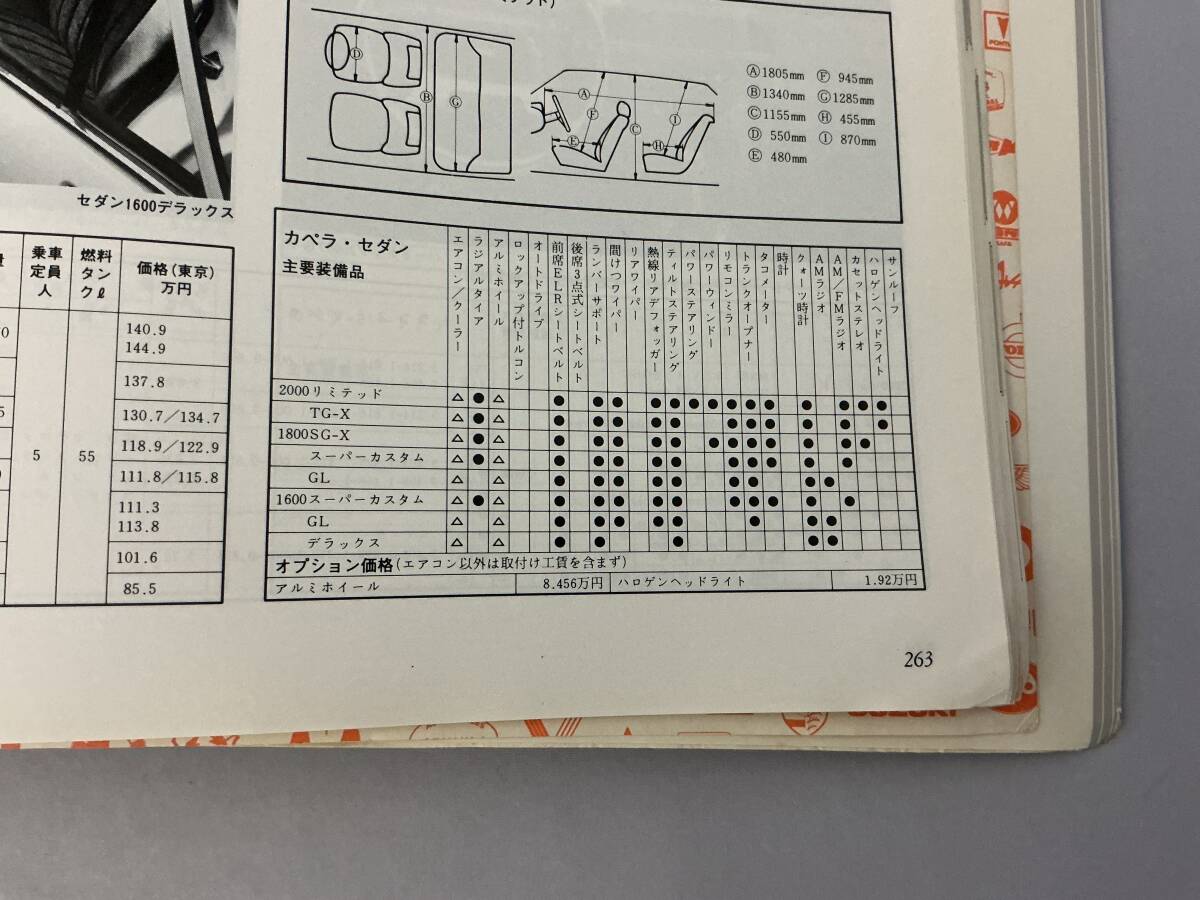 セダン1600デラックス
Ⓐ1805mm Ⓕ 945mm
Ⓑ1340mm Ⓖ1285mm
Ⓒ1155mm Ⓗ 455mm
Ⓓ 550mm Ⓘ 870mm
Ⓔ 480mm
乗車定員 人
燃料タンクℓ
価格(東京)
万円
140.9
144.9
137.8
130.7/134.7
118.9/122.9
5
55
111.8/115.8
111.3
113.8
101.6
85.5
カペラ・セダン
主要装備品
エアコン/クーラー
ラジアルタイア
アルミホイール
ロックアップ付トルコン
オートドライブ
前席ELRシートベルト
後席3点式シートベルト
ランバーサポート
間けつワイパー
リアワイパー
熱線リアデフォッガー
ティルトステアリング
パワーステアリング
パワーウィンドー
リモコンミラー
トランクオープナー
タコメーター
時計
クォーツ時計
AMラジオ
AM/FMラジオ
カセットステレオ
ハロゲンヘッドライト
サンルーフ
2000リミテッド △ ● △ ● ● ● ● ● ● ● ● ● ● ● ● ● ●
TG-X △ ● △ ● ● ● ● ● ● ● ● ● ● ●
1800SG-X △ ● △ ● ● ● ● ● ● ● ● ● ● ● ●
スーパーカスタム △ ● △ ● ● ● ● ● ● ● ● ● ●
GL △ △ ● ● ● ● ● ● ● ● ●
1600スーパーカスタム △ ● △ ● ● ● ● ● ● ● ● ● ●
GL △ △ ● ● ● ● ● ● ● ●
デラックス △ △ ● ● ● ● ●
オプション価格(エアコン以外は取付け工賃を含まず)
アルミホイール 8.456万円 ハロゲンヘッドライト 1.92万円
263
SUZUKI